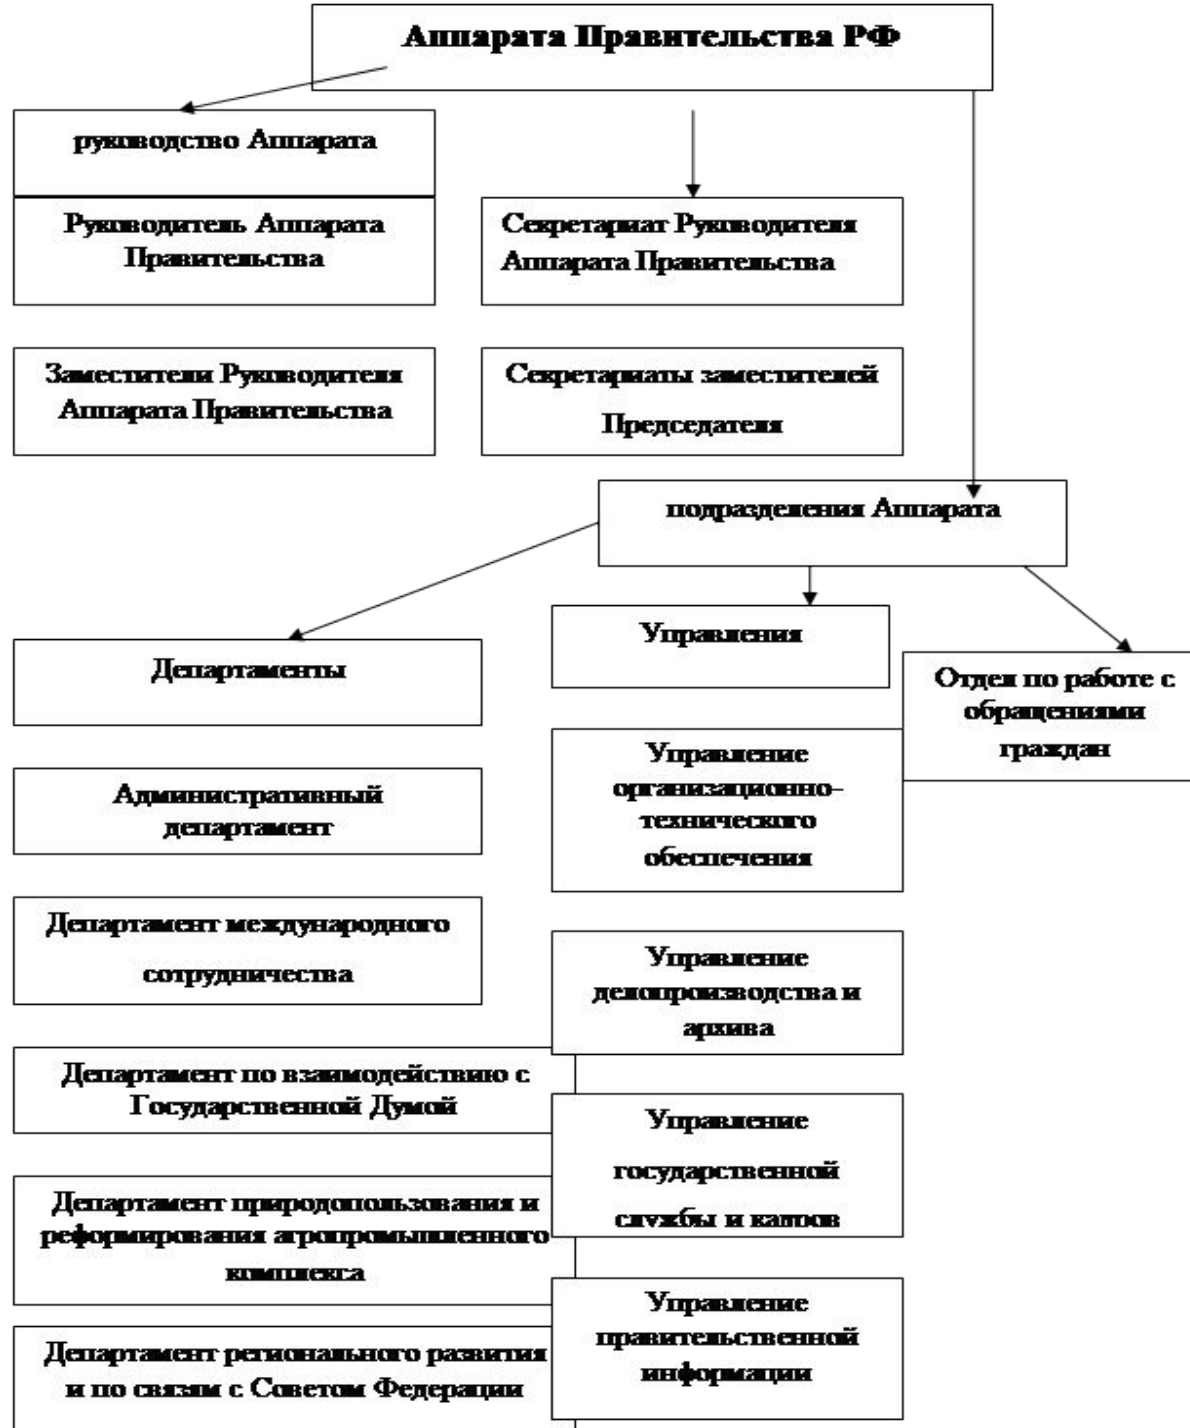 Аппарата Правительства РФ
руководство Аппарата
Руководитель Аппарата
Правительства
Секретариат Руководителя
Аппарата Правительства
Заместители Руководителя
Аппарата Правительства
Секретариаты заместителей
Председателя
подразделения Аппарата
Департаменты
Административный
департамент
Департамент международного
сотрудничества
Департамент по взаимодействию с
Государственной Думой
Департамент природопользования и
реформирования агропромышленного
комплекса
Департамент регионального развития
и по связям с Советом Федерации
Управления
Управление
организационно-
технического
обеспечения
Управление
делопроизводства и
архива
Управление
государственной
службы и кадров
Управление
правительственной
информации
Отдел по работе с
обращениями
граждан